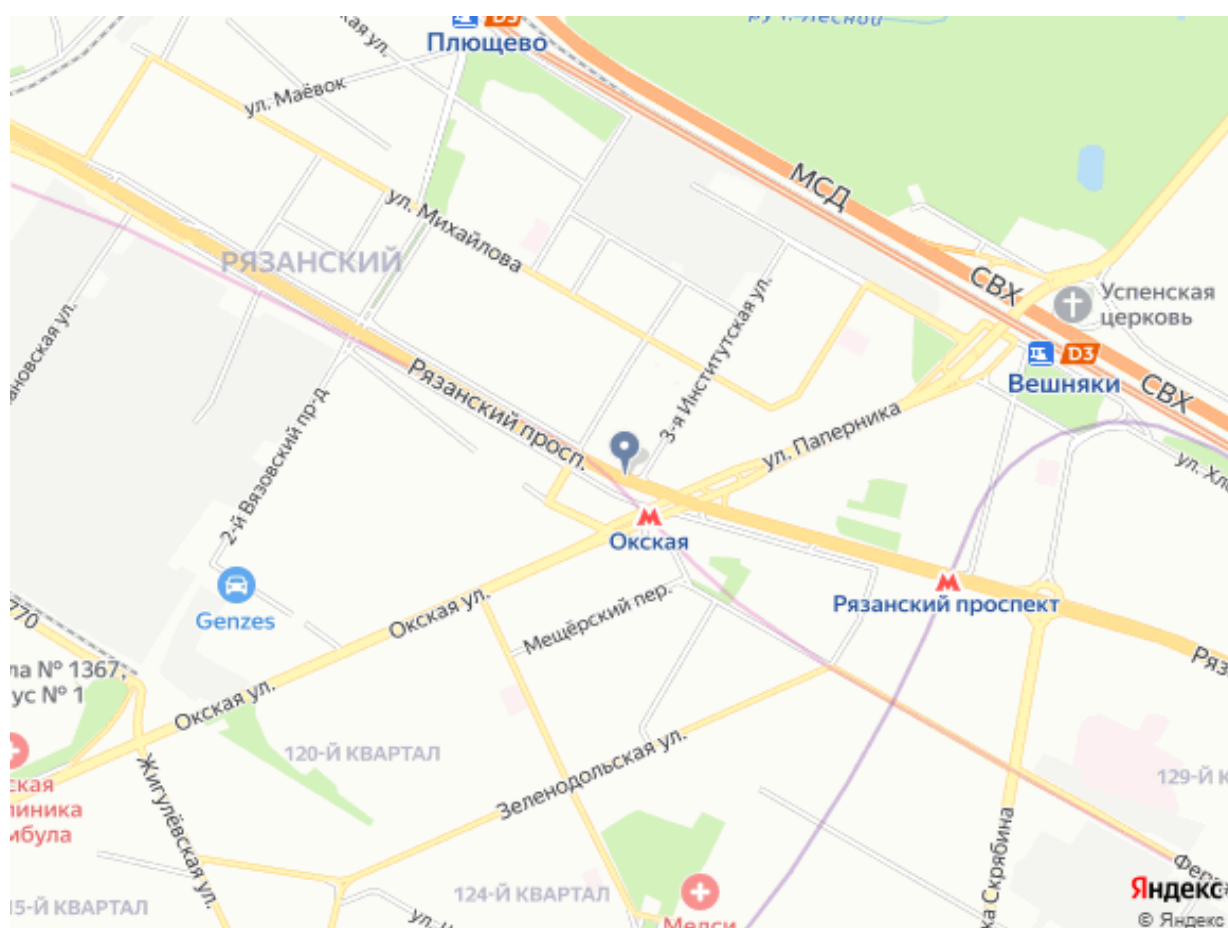 D3
Плющево
ул. Маёвок
МСД
ул. Михайлова
РЯЗАНСКИЙ
СВХ
Успенская
церковь
D3
Вешняки
СВХ
3-я Институтская ул.
Рязанский просп.
ул. Паперника
2-й Вязовский пр-д
Окская
Рязанский проспект
Genzes
Окская ул.
Мещёрский пер.
Окская ул.
120-Й КВАРТАЛ
Зеленодольская ул.
Жигулёвская ул.
124-Й КВАРТАЛ
Яндекс
© Яндекс